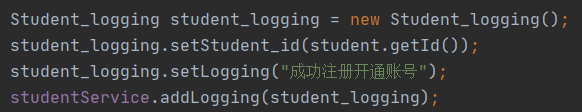 Student_logging student_logging = new Student_logging();
student_logging.setStudent_id(student.getId());
student_logging.setLogging("成功注册开通账号");
studentService.addLogging(student_logging);